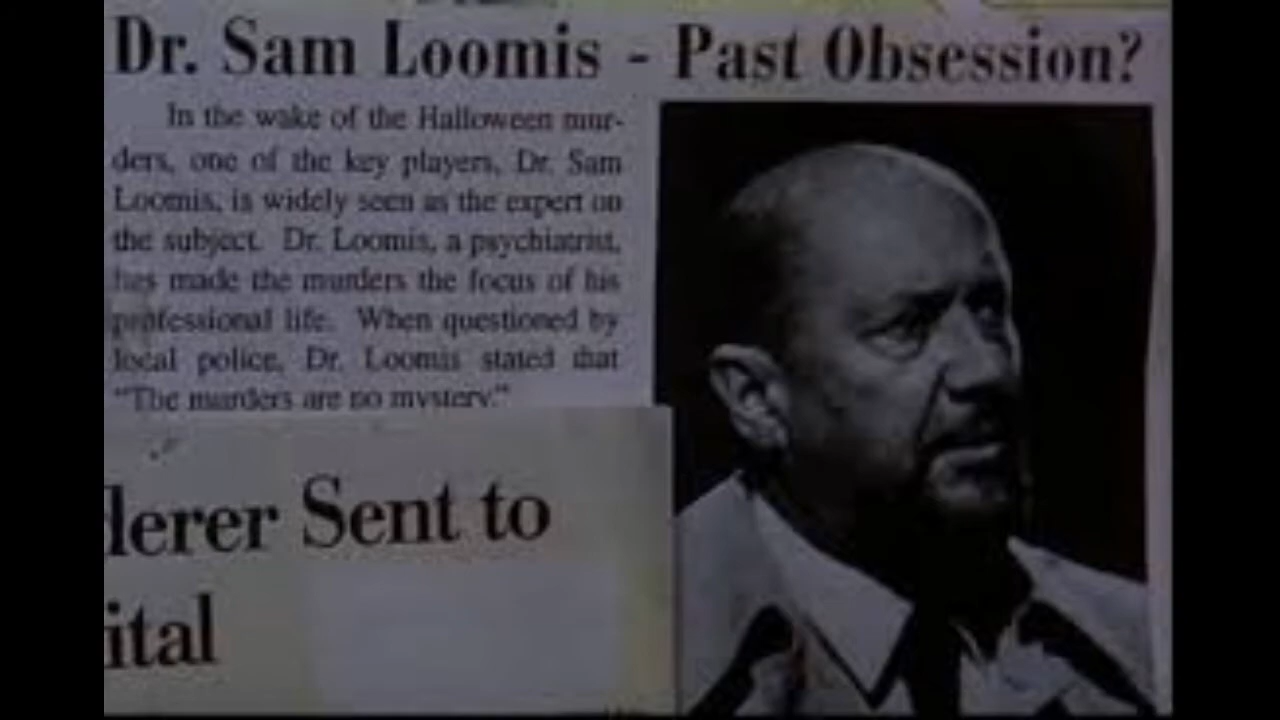 Dr. Sam Loomis - Past Obsession?
In the wake of the Halloween mur-
ders, one of the key players, Dr. Sam
Loomis, is widely seen as the expert on
the subject. Dr. Loomis, a psychiatrist,
has made the murders the focus of his
professional life. When questioned by
local police, Dr. Loomis stated that
"The murders are no mystery."
derer Sent to
ital